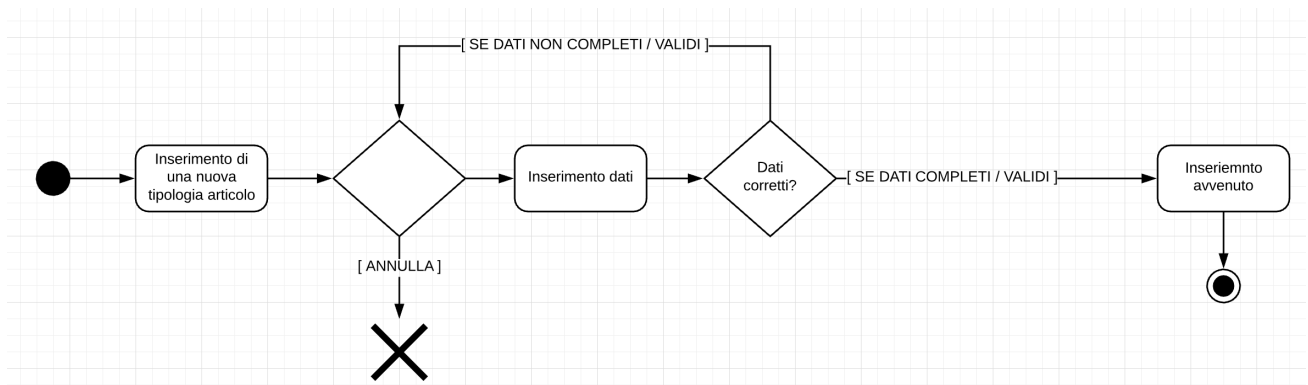 [ SE DATI NON COMPLETI / VALIDI ]
Inserimento di
una nuova
tipologia articolo
Inserimento dati
Dati
corretti?
[ SE DATI COMPLETI / VALIDI ]
Inseriemnto
avvenuto
[ ANNULLA ]